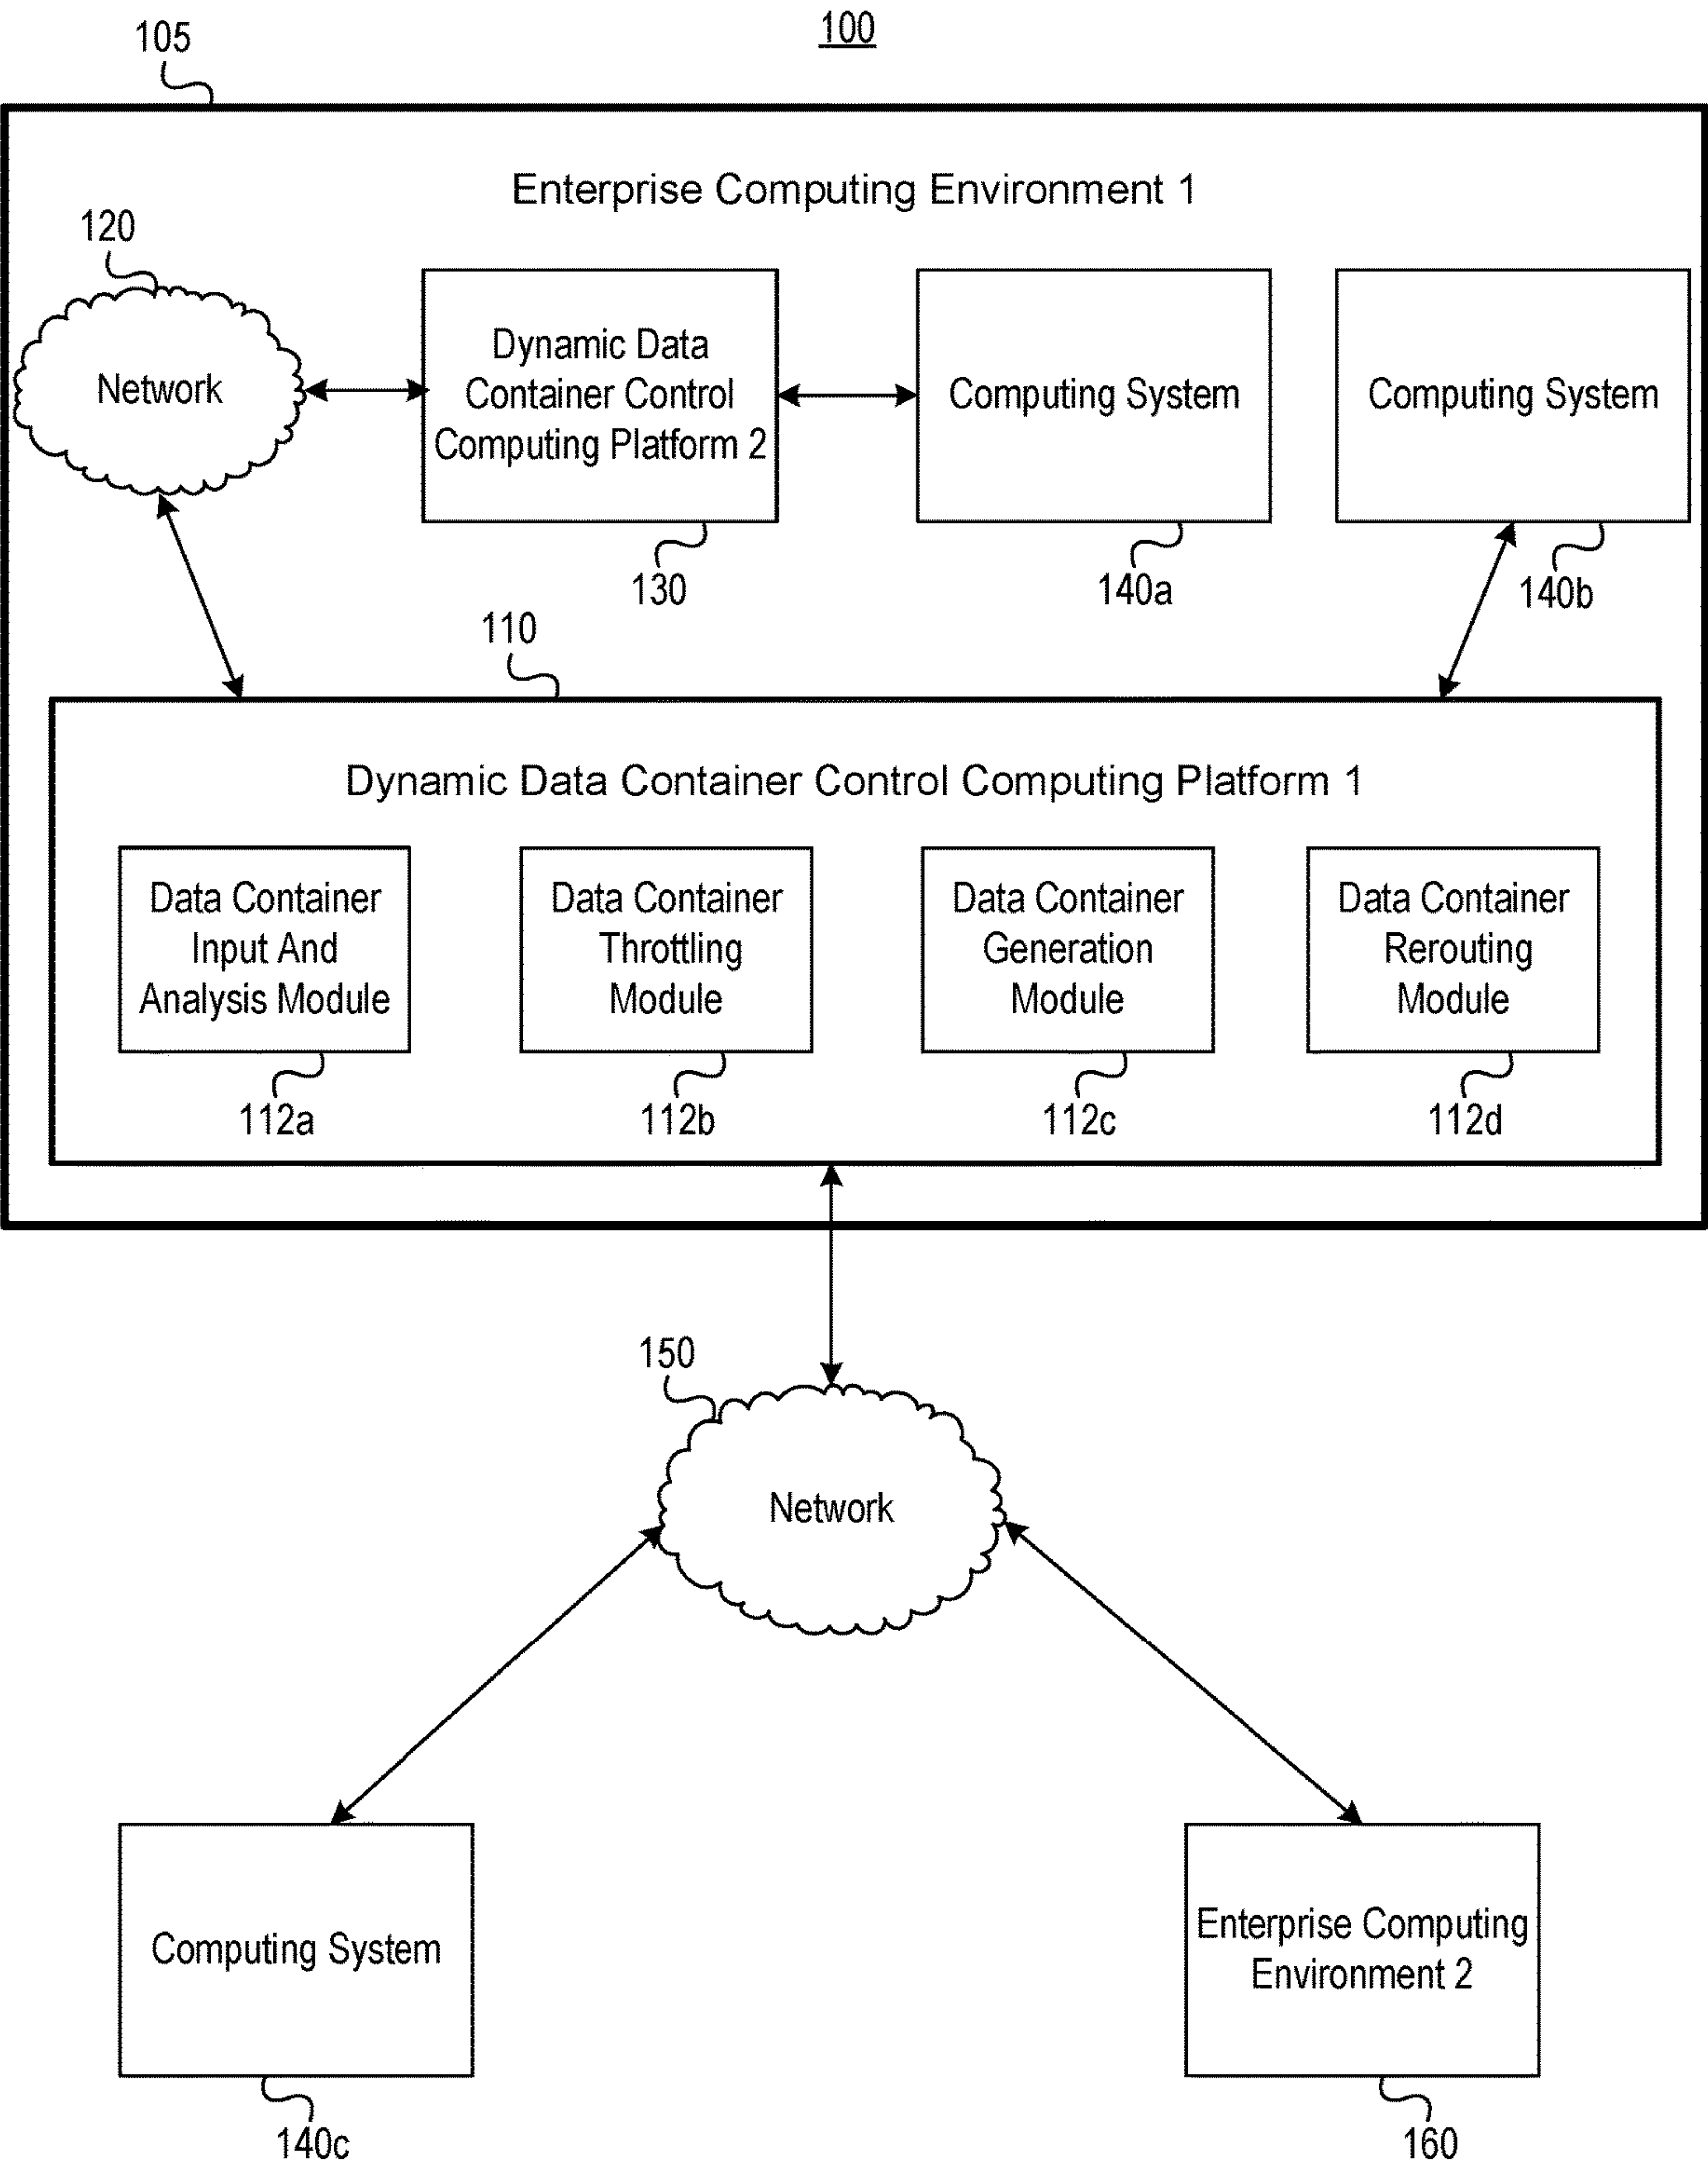 100
105
Enterprise Computing Environment 1
120
Network
Dynamic Data
Container Control
Computing Platform 2
Computing System
Computing System
130
140a
140b
110
Dynamic Data Container Control Computing Platform 1
Data Container
Input And
Analysis Module
Data Container
Throttling
Module
Data Container
Generation
Module
Data Container
Rerouting
Module
112a
112b
112c
112d
150
Network
Computing System
Enterprise Computing
Environment 2
140c
160